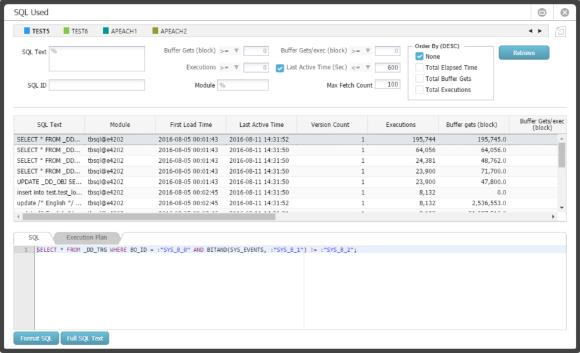 SQL Used
TEST5 TEST6 APEACH1 APEACH2
SQL Text % Buffer Gets (block) >= 0 Buffer Gets/exec (block) >= 0 Order By (DESC) Retrieve
None
Executions >= 0 Last Active Time (Sec) <= 600 Total Elapsed Time
Total Buffer Gets
SQL ID Module % Max Fetch Count 100 Total Executions
SQL Text Module First Load Time Last Active Time Version Count Executions Buffer gets (block) Buffer Gets/exec (block)
SELECT * FROM _DD... tbsql@e4202 2016-08-05 00:01:43 2016-08-11 14:31:52 1 195,744 195,745.0
SELECT * FROM _DD... tbsql@e4202 2016-08-05 00:01:43 2016-08-11 14:31:50 1 64,056 64,056.0
SELECT * FROM _DD... tbsql@e4202 2016-08-05 00:01:43 2016-08-11 14:31:50 1 24,381 48,762.0
SELECT * FROM _DD... tbsql@e4202 2016-08-05 00:01:43 2016-08-11 14:31:50 1 23,900 71,700.0
UPDATE _DD_OBJ SE... tbsql@e4202 2016-08-05 00:01:43 2016-08-11 14:31:50 1 23,900 47,800.0
insert into test.test_lo... tbsql@e4202 2016-08-05 00:02:45 2016-08-11 14:31:50 1 8,132 0.0
update /* English */ ... tbsql@e4202 2016-08-05 00:02:45 2016-08-11 14:31:52 1 8,132 2,536,553.0
SQL Execution Plan
1 SELECT * FROM _DD_TRG WHERE BO_ID = :"SYS_B_0" AND BITAND(SYS_EVENTS, :"SYS_B_1") != :"SYS_B_2";
Format SQL Full SQL Text